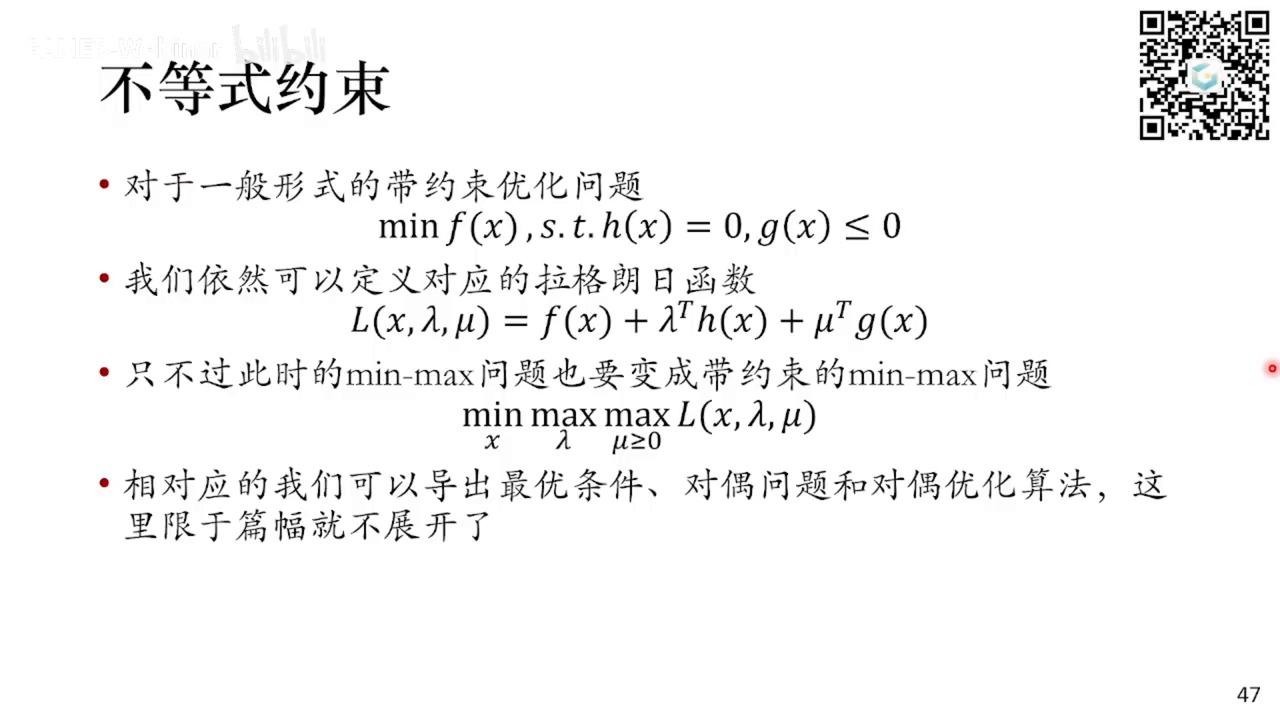 bilibili
不等式约束
• 对于一般形式的带约束优化问题
min f(x) , s. t. h(x) = 0, g(x) ≤ 0
• 我们依然可以定义对应的拉格朗日函数
L(x, λ, μ) = f(x) + λᵀh(x) + μᵀg(x)
• 只不过此时的min-max问题也要变成带约束的min-max问题
min max max L(x, λ, μ)
x λ μ≥0
• 相对应的我们可以导出最优条件、对偶问题和对偶优化算法，这
里限于篇幅就不展开了
47